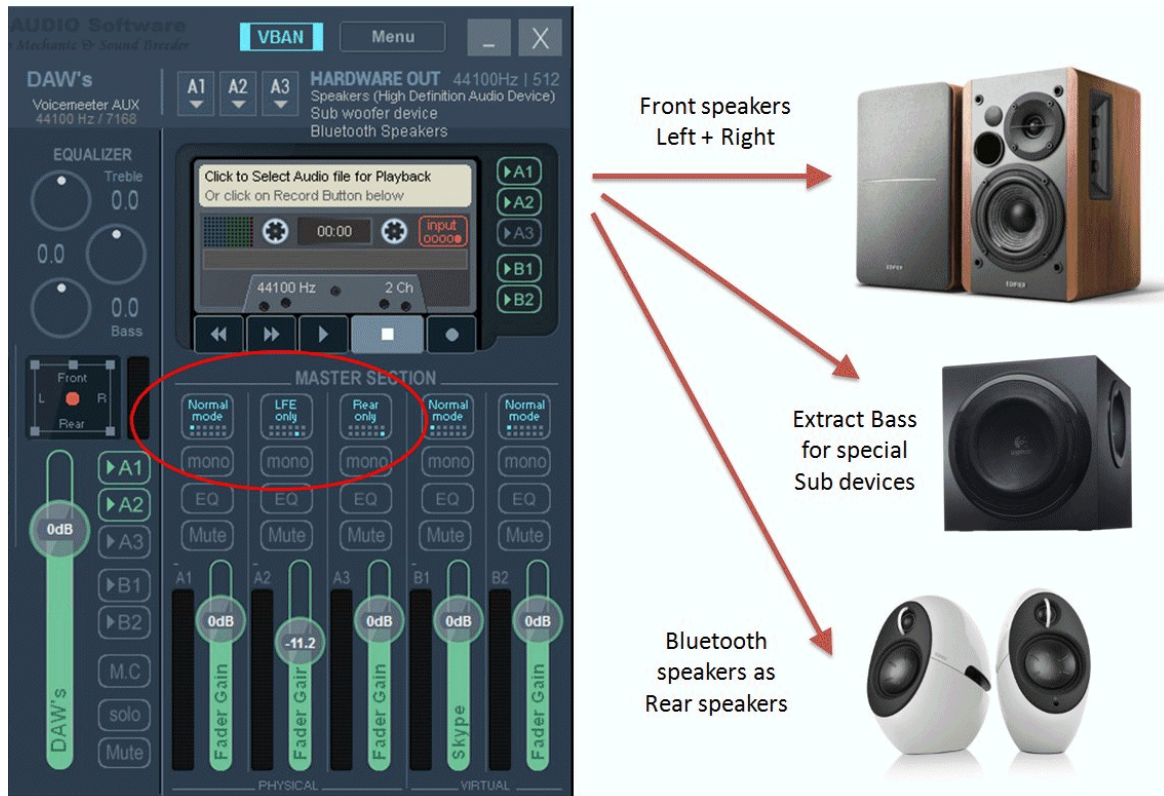 AUDIO Software
Mechanic & Sound Breeder
VBAN
Menu
_
X
DAW's
Voicemeeter AUX
44100 Hz / 7168
A1
A2
A3
HARDWARE OUT 44100Hz | 512
Speakers (High Definition Audio Device)
Sub woofer device
Bluetooth Speakers
EQUALIZER
Treble
0.0
0.0
0.0
Bass
Click to Select Audio file for Playback
Or click on Record Button below
00:00
input
44100 Hz
2 Ch
A1
A2
A3
B1
B2
Front
L
R
Rear
MASTER SECTION
Normal mode
LFE only
Rear only
Normal mode
Normal mode
mono
mono
mono
mono
mono
EQ
EQ
EQ
EQ
EQ
Mute
Mute
Mute
Mute
Mute
0dB
DAW's
A1
A2
A3
B1
B2
M.C
solo
Mute
A1
0dB
Fader Gain
A2
-11.2
Fader Gain
A3
0dB
Fader Gain
B1
0dB
Skype
B2
0dB
Fader Gain
PHYSICAL
VIRTUAL
Front speakers
Left + Right
EDIFIER
EDIFIER
Extract Bass
for special
Sub devices
Bluetooth
speakers as
Rear speakers